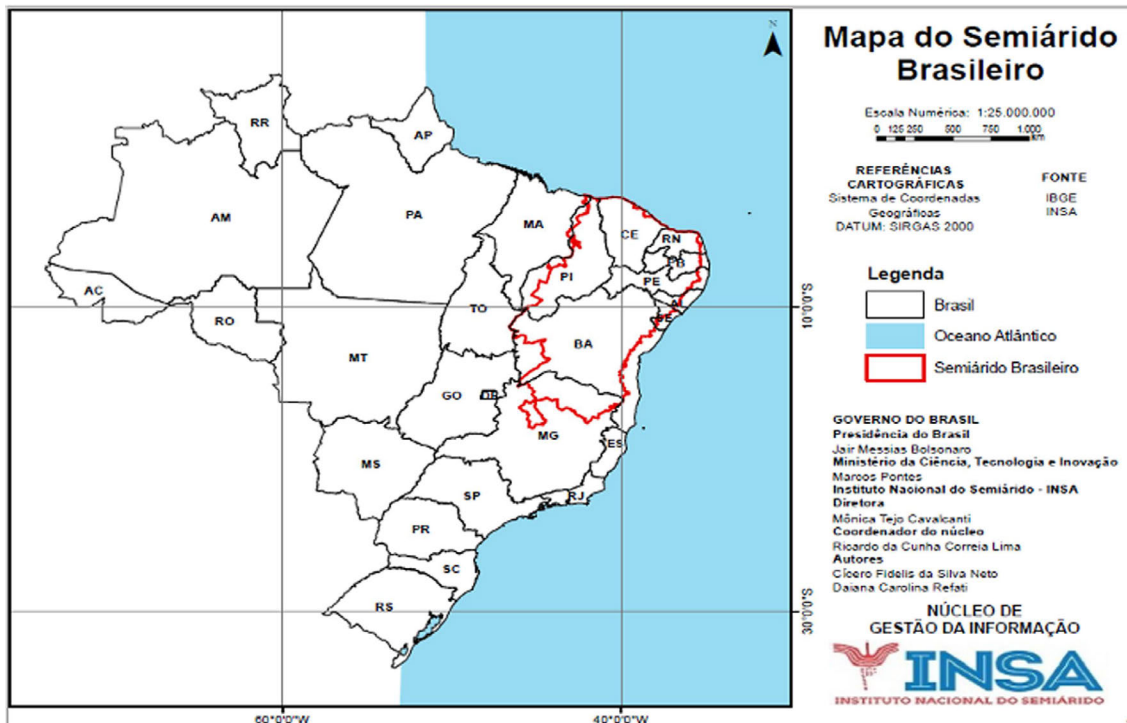 N
Mapa do Semiárido
Brasileiro
Escala Numérica: 1:25.000.000
0 125 250 500 750 1.000
km
REFERÊNCIAS
CARTOGRÁFICAS
Sistema de Coordenadas
Geográficas
DATUM: SIRGAS 2000
FONTE
IBGE
INSA
Legenda
Brasil
Oceano Atlântico
Semiárido Brasileiro
GOVERNO DO BRASIL
Presidência do Brasil
Jair Messias Bolsonaro
Ministério da Ciência, Tecnologia e Inovação
Marcos Pontes
Instituto Nacional do Semiárido - INSA
Diretora
Mônica Tejo Cavalcanti
Coordenador do núcleo
Ricardo da Cunha Correia Lima
Autores
Cícero Fidelis da Silva Neto
Daiana Carolina Refati
NÚCLEO DE
GESTÃO DA INFORMAÇÃO
INSA
INSTITUTO NACIONAL DO SEMIÁRIDO
RR
AP
AM
PA
MA
CE
RN
PB
PI
PE
AC
TO
SE
RO
BA
MT
GO
DF
MG
ES
MS
SP
RJ
PR
SC
RS
10°0'0"S
30°0'0"S
60°0'0"W
40°0'0"W